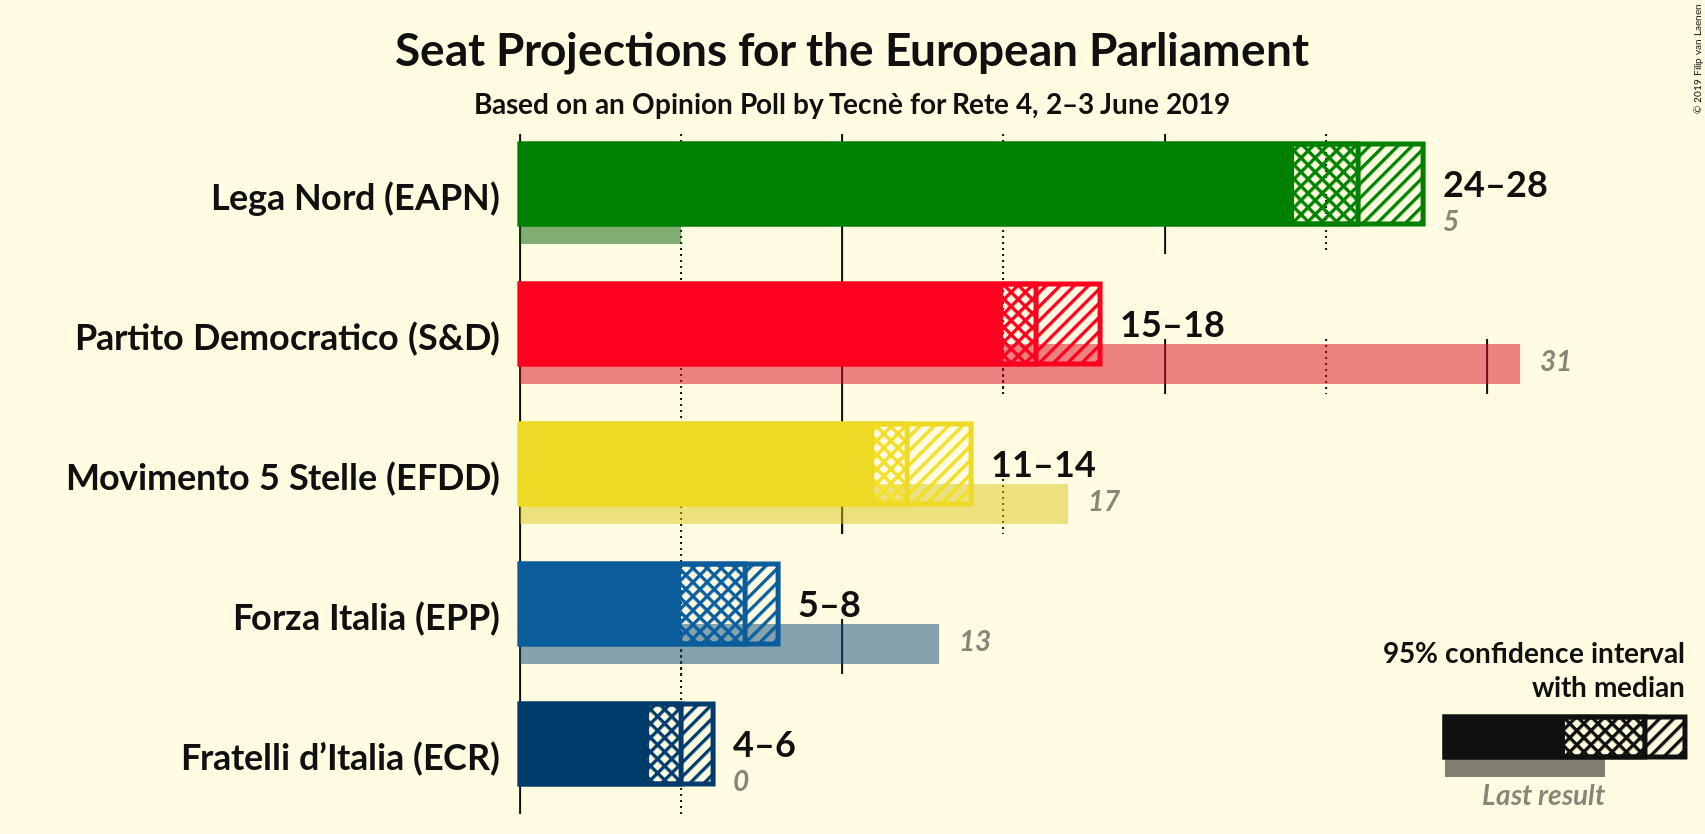 Seat Projections for the European Parliament
Based on an Opinion Poll by Tecnè for Rete 4, 2–3 June 2019
© 2019 Filip van Laenen
Lega Nord (EAPN)
24–28
5
Partito Democratico (S&D)
15–18
31
Movimento 5 Stelle (EFDD)
11–14
17
Forza Italia (EPP)
5–8
13
Fratelli d’Italia (ECR)
4–6
0
95% confidence interval
with median
Last result